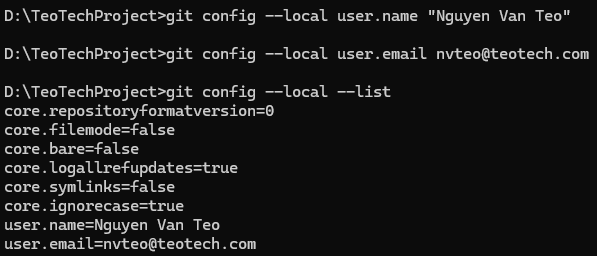 D:\TeoTechProject>git config --local user.name "Nguyen Van Teo"
D:\TeoTechProject>git config --local user.email nvteo@teotech.com
D:\TeoTechProject>git config --local --list
core.repositoryformatversion=0
core.filemode=false
core.bare=false
core.logallrefupdates=true
core.symlinks=false
core.ignorecase=true
user.name=Nguyen Van Teo
user.email=nvteo@teotech.com